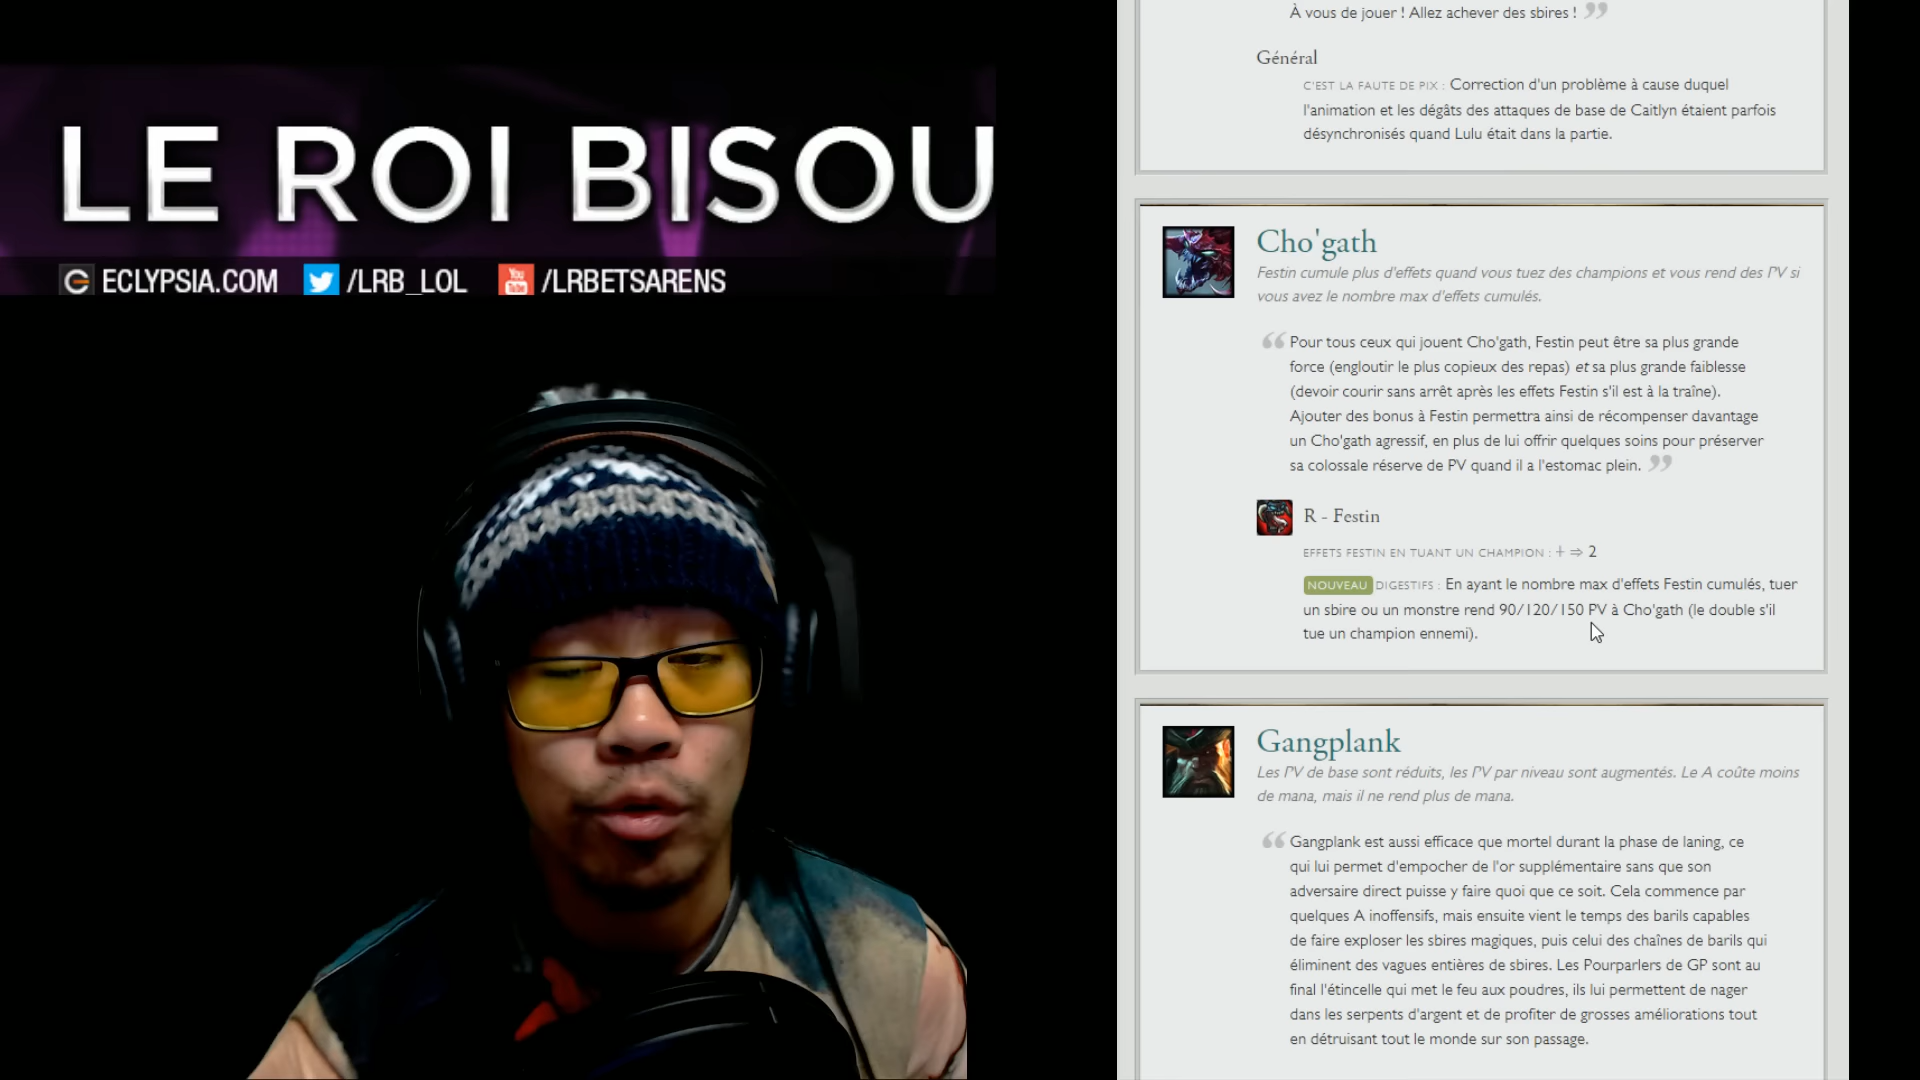 LE ROI BISOU
ECLYPSIA.COM /LRB_LOL You Tube /LRBETSARENS
À vous de jouer ! Allez achever des sbires ! ”
Général
C'EST LA FAUTE DE PIX : Correction d'un problème à cause duquel
l'animation et les dégâts des attaques de base de Caitlyn étaient parfois
désynchronisés quand Lulu était dans la partie.
Cho'gath
Festin cumule plus d'effets quand vous tuez des champions et vous rend des PV si
vous avez le nombre max d'effets cumulés.
“ Pour tous ceux qui jouent Cho'gath, Festin peut être sa plus grande
force (engloutir le plus copieux des repas) et sa plus grande faiblesse
(devoir courir sans arrêt après les effets Festin s'il est à la traîne).
Ajouter des bonus à Festin permettra ainsi de récompenser davantage
un Cho'gath agressif, en plus de lui offrir quelques soins pour préserver
sa colossale réserve de PV quand il a l'estomac plein. ”
R - Festin
EFFETS FESTIN EN TUANT UN CHAMPION : + ⇒ 2
NOUVEAU DIGESTIFS : En ayant le nombre max d'effets Festin cumulés, tuer
un sbire ou un monstre rend 90/120/150 PV à Cho'gath (le double s'il
tue un champion ennemi).
Gangplank
Les PV de base sont réduits, les PV par niveau sont augmentés. Le A coûte moins
de mana, mais il ne rend plus de mana.
“ Gangplank est aussi efficace que mortel durant la phase de laning, ce
qui lui permet d'empocher de l'or supplémentaire sans que son
adversaire direct puisse y faire quoi que ce soit. Cela commence par
quelques A inoffensifs, mais ensuite vient le temps des barils capables
de faire exploser les sbires magiques, puis celui des chaînes de barils qui
éliminent des vagues entières de sbires. Les Pourparlers de GP sont au
final l'étincelle qui met le feu aux poudres, ils lui permettent de nager
dans les serpents d'argent et de profiter de grosses améliorations tout
en détruisant tout le monde sur son passage.